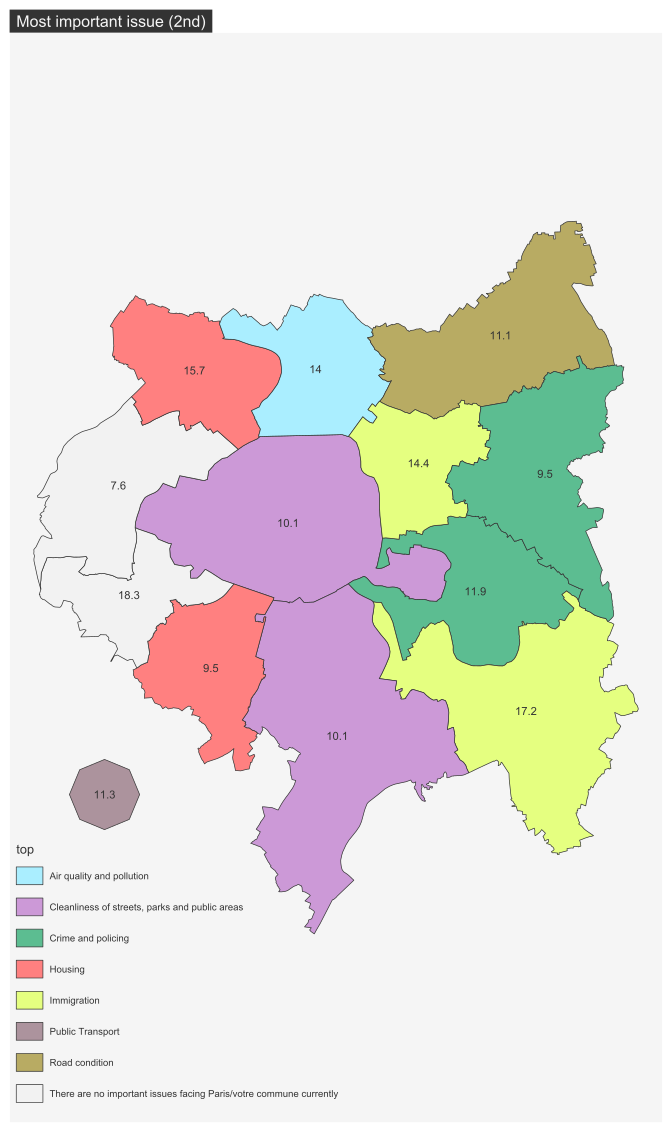 Most important issue (2nd)
11.1
15.7
14
14.4
9.5
7.6
10.1
11.9
18.3
9.5
17.2
10.1
11.3
top
Air quality and pollution
Cleanliness of streets, parks and public areas
Crime and policing
Housing
Immigration
Public Transport
Road condition
There are no important issues facing Paris/votre commune currently